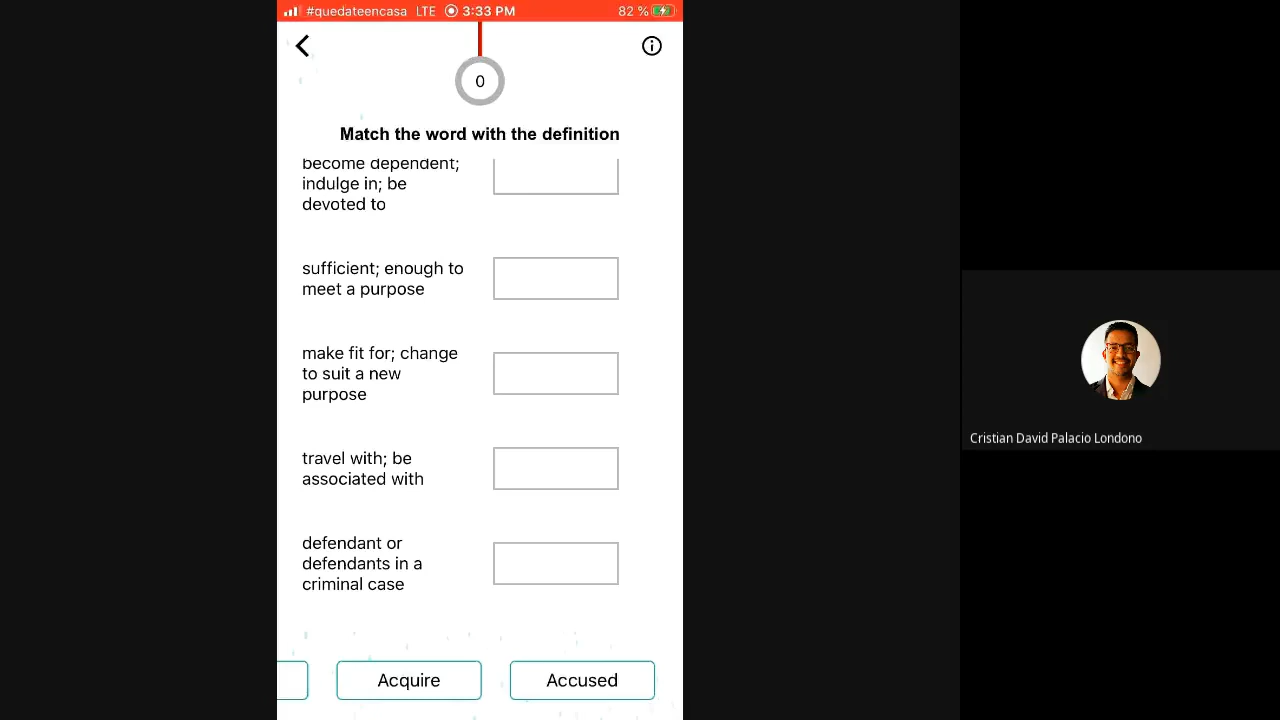 #quedateencasa LTE 3:33 PM 82 %
0
Match the word with the definition
become dependent;
indulge in; be
devoted to
sufficient; enough to
meet a purpose
make fit for; change
to suit a new
purpose
travel with; be
associated with
defendant or
defendants in a
criminal case
Acquire Accused
Cristian David Palacio Londono